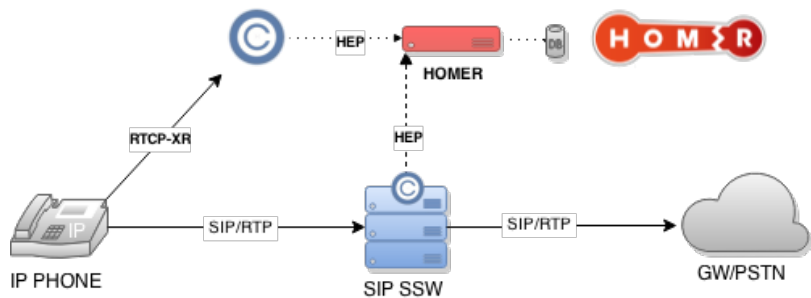 C
HEP
HOMER
DB
HOMER
RTCP-XR
HEP
C
IP
SIP/RTP
SIP/RTP
IP PHONE
SIP SSW
GW/PSTN